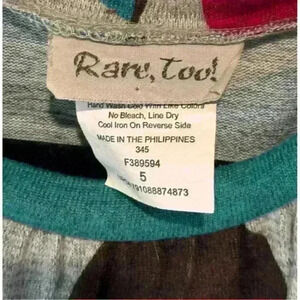 Rare, Too!
Hand Wash Cold With Like Colors
No Bleach, Line Dry
Cool Iron On Reverse Side
MADE IN THE PHILIPPINES
345
F389594
5